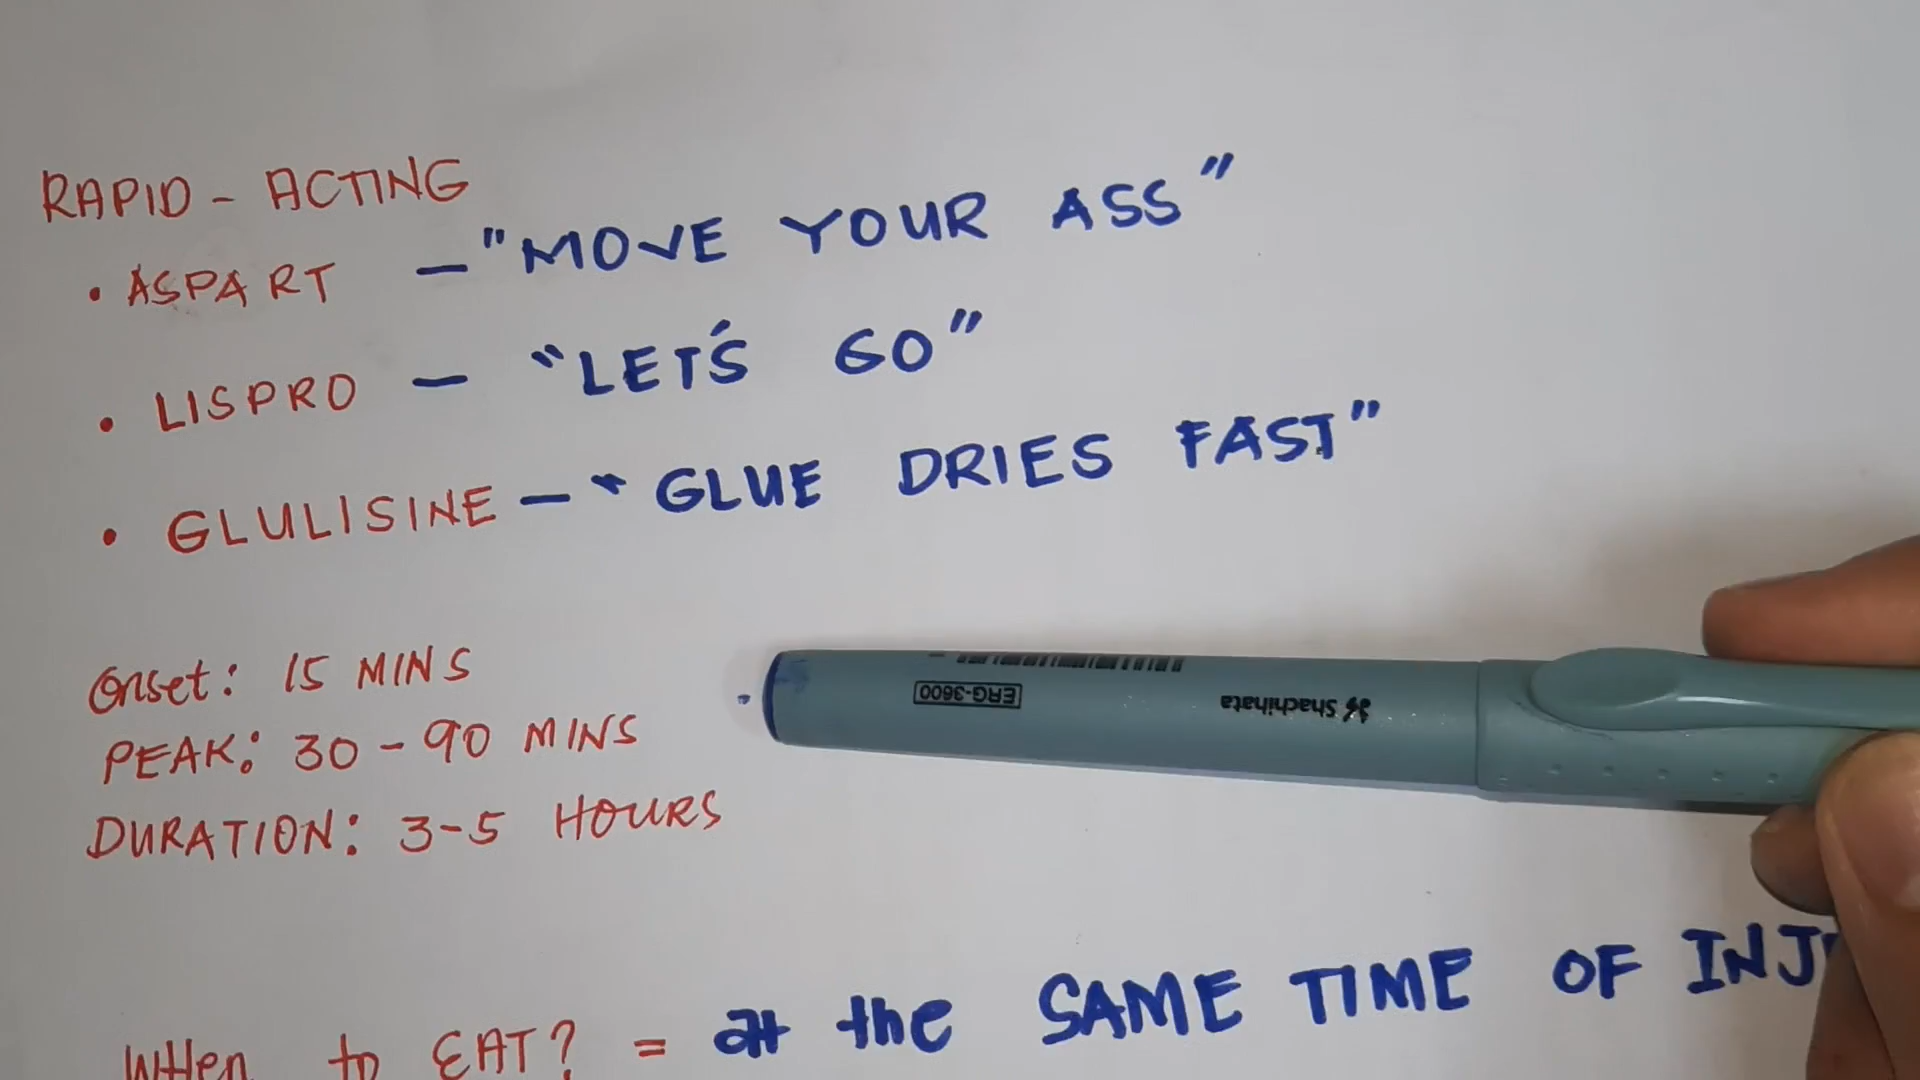 RAPID - ACTING
• ASPART - "MOVE YOUR ASS"
• LISPRO - "LET'S GO"
• GLULISINE - "GLUE DRIES FAST"
Onset: 15 MINS
PEAK: 30 - 90 MINS
DURATION: 3-5 HOURS
ERG-3600 Shachihata
WHen to EAT? = at the SAME TIME OF INJ